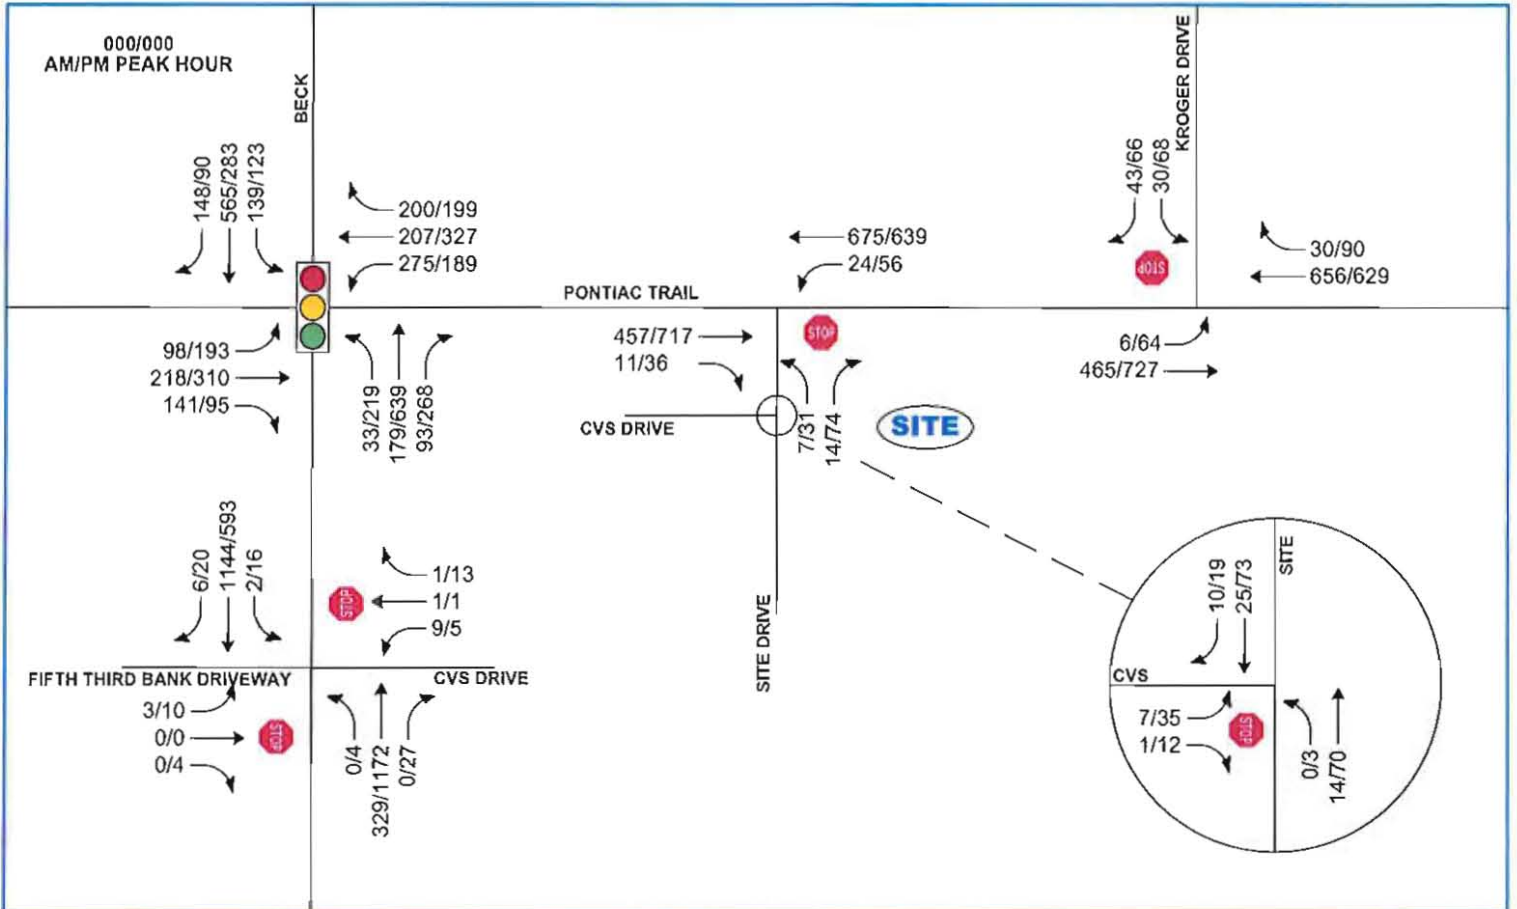 000/000
AM/PM PEAK HOUR
BECK
KROGER DRIVE
148/90
565/283
139/123
200/199
207/327
275/189
675/639
24/56
43/66
30/68
STOP
30/90
656/629
PONTIAC TRAIL
98/193
218/310
141/95
33/219
179/639
93/268
457/717
11/36
STOP
6/64
465/727
CVS DRIVE
7/31
14/74
SITE
6/20
1144/593
2/16
STOP
1/13
1/1
9/5
SITE DRIVE
FIFTH THIRD BANK DRIVEWAY
CVS DRIVE
3/10
0/0
0/4
STOP
0/4
329/1172
0/27
SITE
10/19
25/73
CVS
7/35
1/12
STOP
0/3
14/70